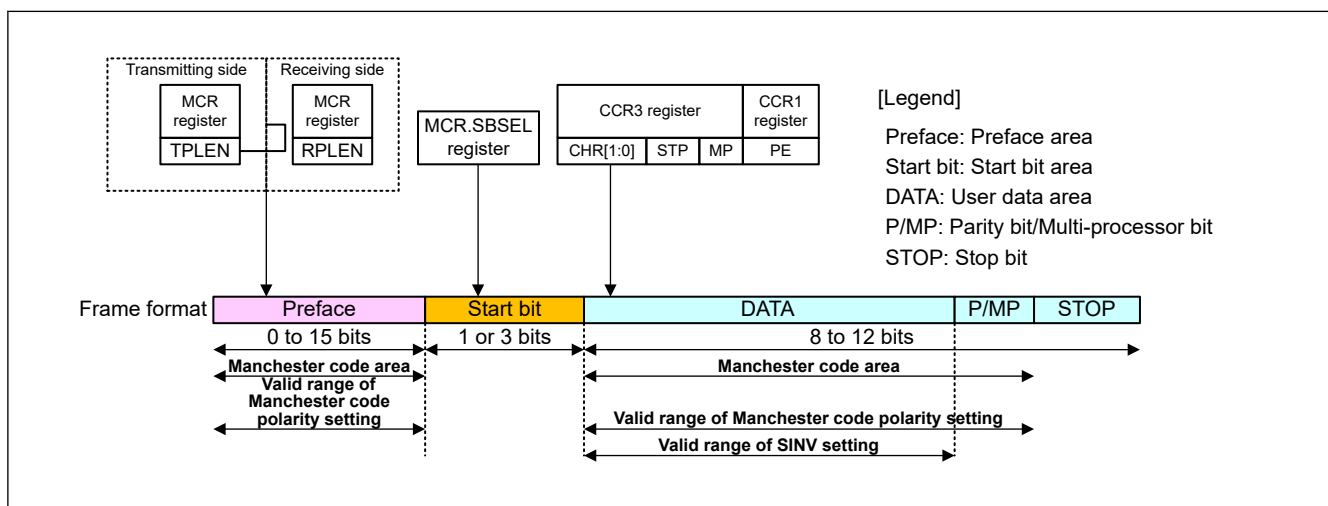 Transmitting side
Receiving side
MCR
register
TPLEN
MCR
register
RPLEN
MCR.SBSEL
register
CCR3 register
CHR[1:0]
STP
MP
CCR1
register
PE
[Legend]
Preface: Preface area
Start bit: Start bit area
DATA: User data area
P/MP: Parity bit/Multi-processor bit
STOP: Stop bit
Frame format
Preface
Start bit
DATA
P/MP
STOP
0 to 15 bits
1 or 3 bits
8 to 12 bits
Manchester code area
Manchester code area
Valid range of
Manchester code
polarity setting
Valid range of Manchester code polarity setting
Valid range of SINV setting